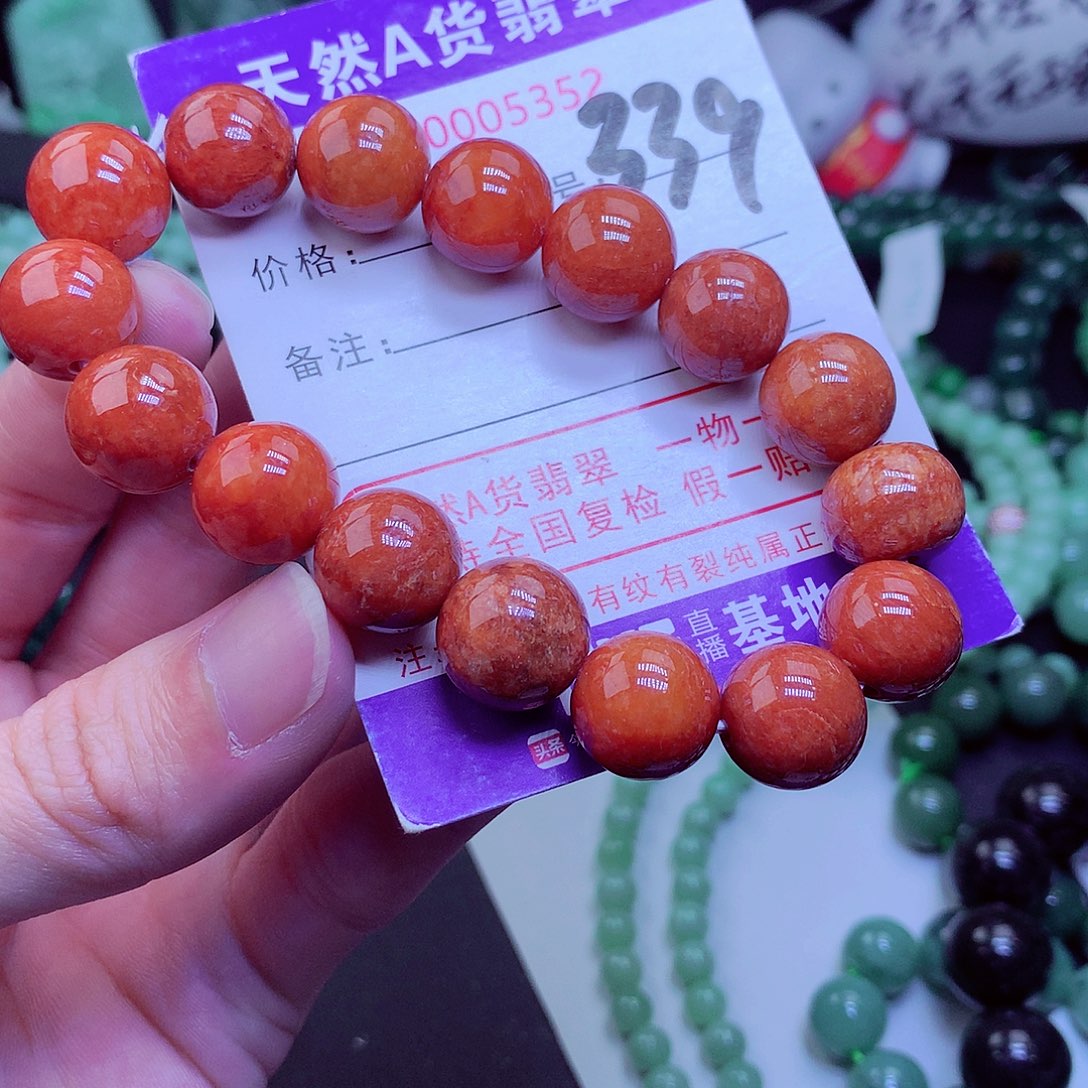 天然A货翡翠
0005352
号:339
价格:
备注:
然A货翡翠 一物一
全国复检 假一赔
有纹有裂纯属正
注
直播 基地
头条